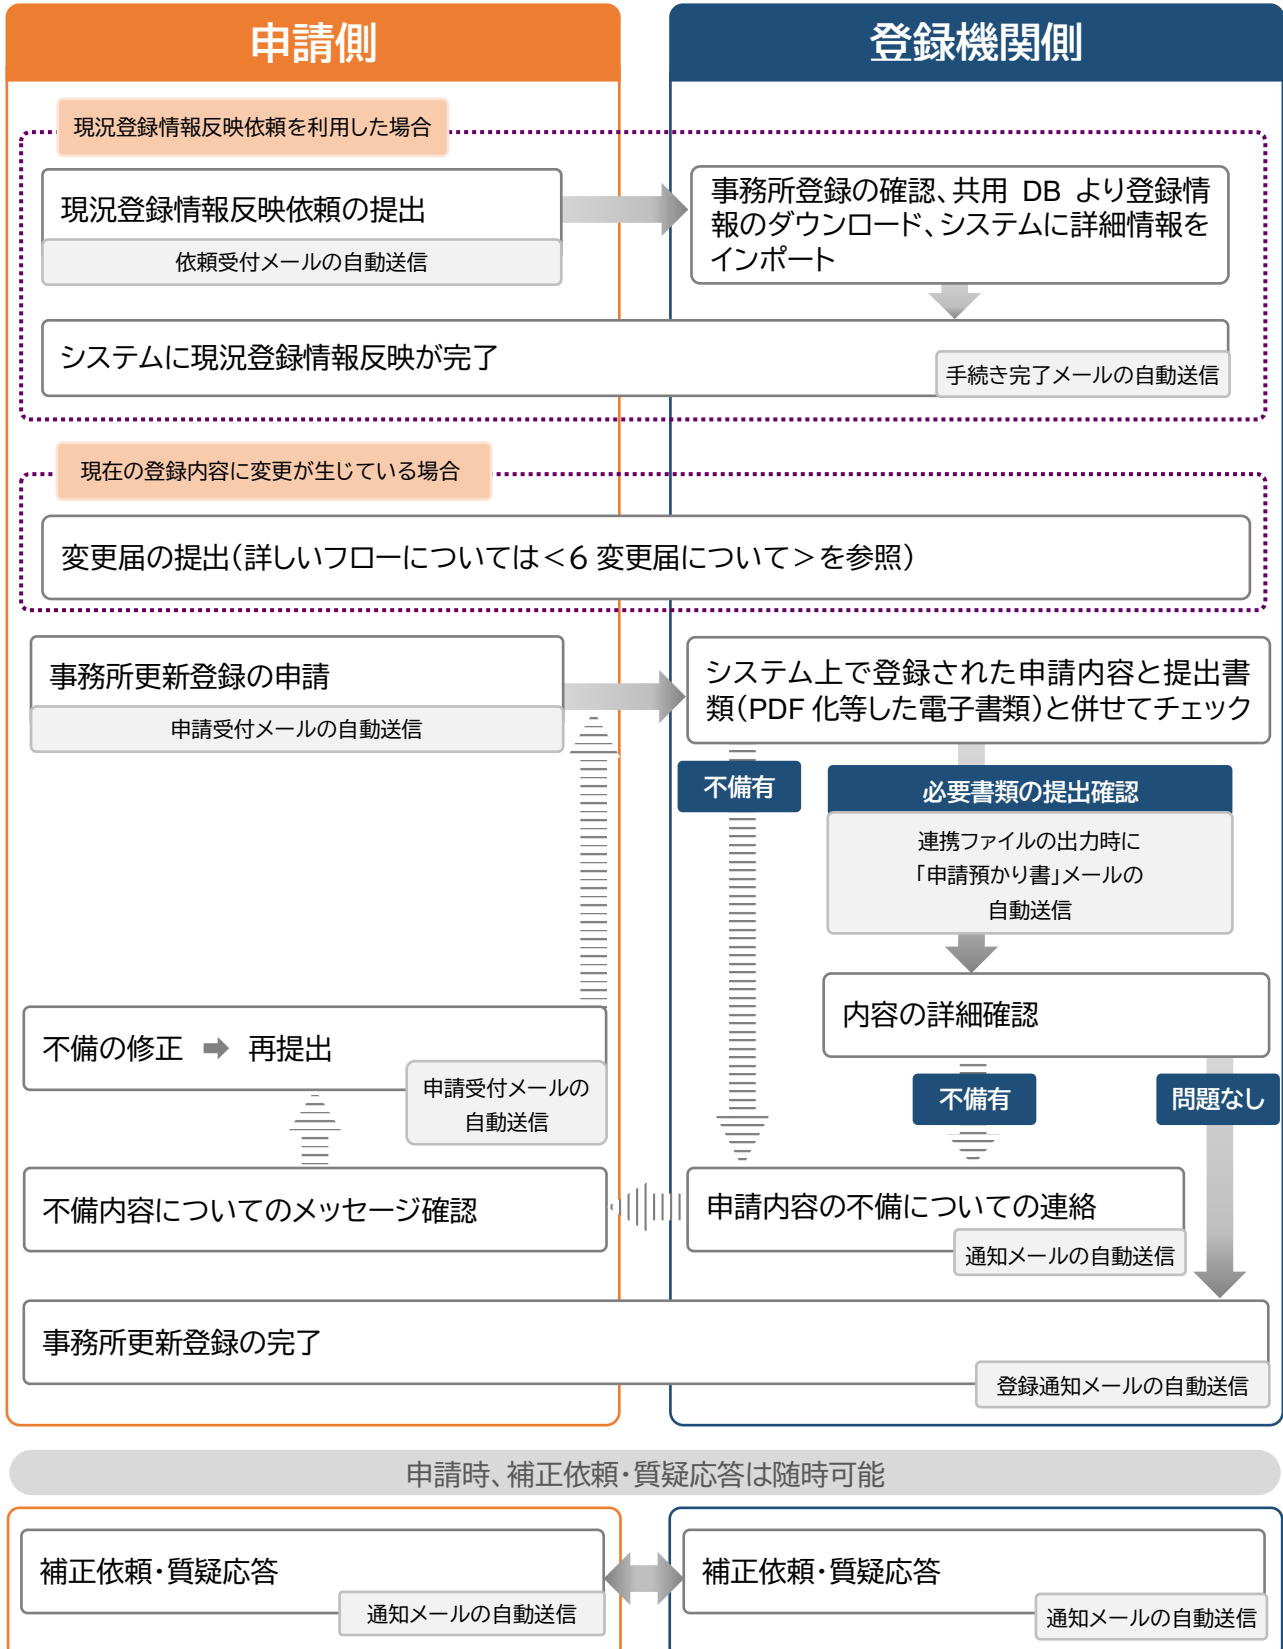 申請側
登録機関側
現況登録情報反映依頼を利用した場合
現況登録情報反映依頼の提出
依頼受付メールの自動送信
事務所登録の確認、共用 DB より登録情
報のダウンロード、システムに詳細情報を
インポート
システムに現況登録情報反映が完了
手続き完了メールの自動送信
現在の登録内容に変更が生じている場合
変更届の提出(詳しいフローについては<6 変更届について>を参照)
事務所更新登録の申請
申請受付メールの自動送信
システム上で登録された申請内容と提出書
類(PDF 化等した電子書類)と併せてチェック
不備有
必要書類の提出確認
連携ファイルの出力時に
「申請預かり書」メールの
自動送信
内容の詳細確認
不備の修正 ➡ 再提出
申請受付メールの
自動送信
不備有
問題なし
不備内容についてのメッセージ確認
申請内容の不備についての連絡
通知メールの自動送信
事務所更新登録の完了
登録通知メールの自動送信
申請時、補正依頼・質疑応答は随時可能
補正依頼・質疑応答
通知メールの自動送信
補正依頼・質疑応答
通知メールの自動送信